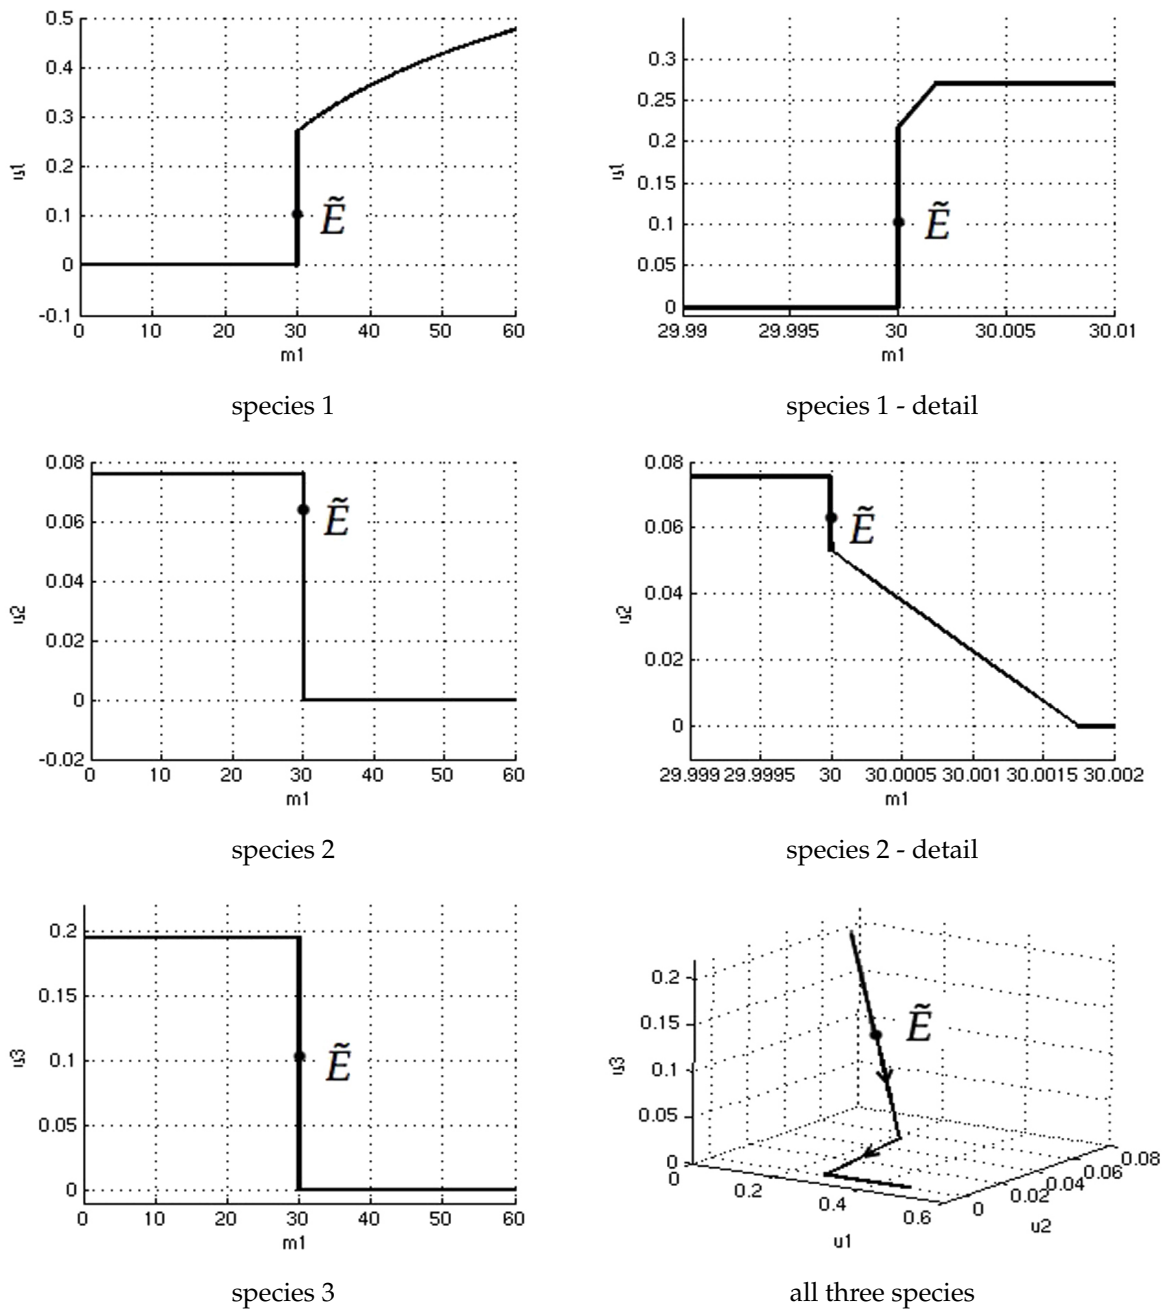 0.5
0.4
0.3
0.2
0.1
0
-0.1
us1
Ẽ
0 10 20 30 40 50 60
m1
species 1
0.3
0.25
0.2
0.15
0.1
0.05
0
us1
Ẽ
29.99 29.995 30 30.005 30.01
m1
species 1 - detail
0.08
0.06
0.04
0.02
0
-0.02
us2
Ẽ
0 10 20 30 40 50 60
m1
species 2
0.08
0.06
0.04
0.02
0
us2
Ẽ
29.999 29.9995 30 30.0005 30.001 30.0015 30.002
m1
species 2 - detail
0.2
0.15
0.1
0.05
0
us3
Ẽ
0 10 20 30 40 50 60
m1
species 3
0.2
0.15
0.1
0.05
0
us3
Ẽ
0 0.2 0.4 0.6
u1
0 0.02 0.04 0.06 0.08
u2
all three species